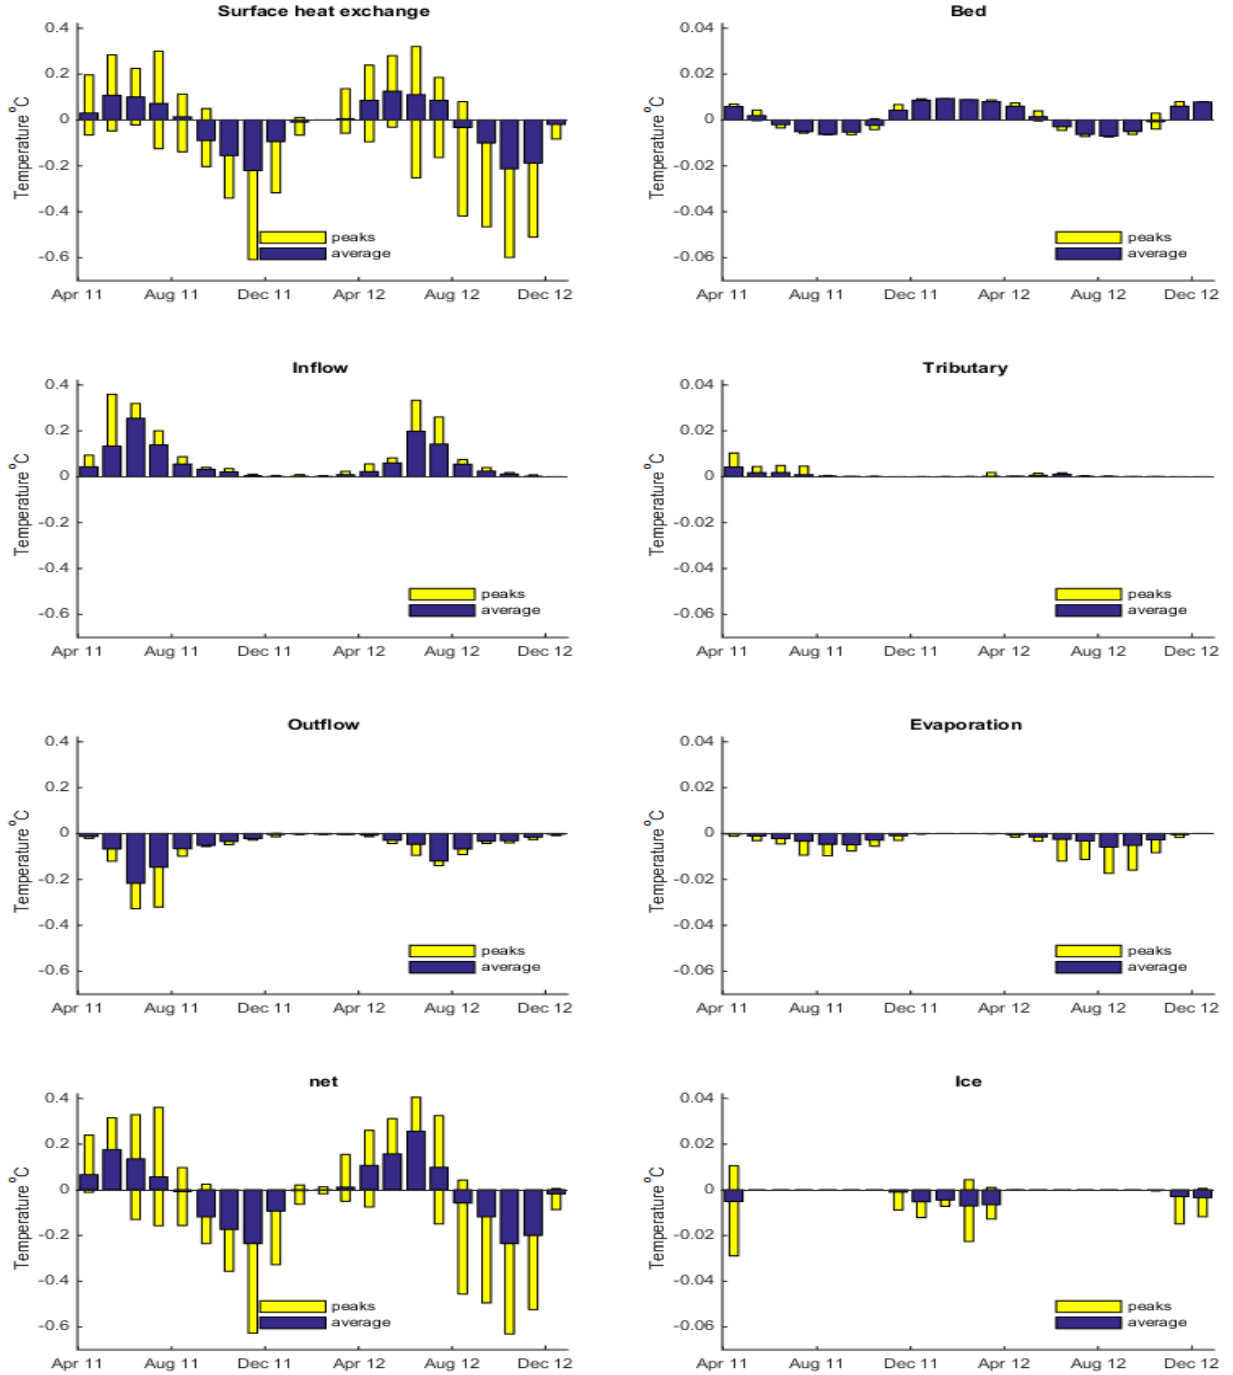 Surface heat exchange
0.4
0.2
0
-0.2
-0.4
-0.6
Temperature °C
peaks
average
Apr 11 Aug 11 Dec 11 Apr 12 Aug 12 Dec 12
Bed
0.04
0.02
0
-0.02
-0.04
-0.06
Temperature °C
peaks
average
Apr 11 Aug 11 Dec 11 Apr 12 Aug 12 Dec 12
Inflow
0.4
0.2
0
-0.2
-0.4
-0.6
Temperature °C
peaks
average
Apr 11 Aug 11 Dec 11 Apr 12 Aug 12 Dec 12
Tributary
0.04
0.02
0
-0.02
-0.04
-0.06
Temperature °C
peaks
average
Apr 11 Aug 11 Dec 11 Apr 12 Aug 12 Dec 12
Outflow
0.4
0.2
0
-0.2
-0.4
-0.6
Temperature °C
peaks
average
Apr 11 Aug 11 Dec 11 Apr 12 Aug 12 Dec 12
Evaporation
0.04
0.02
0
-0.02
-0.04
-0.06
Temperature °C
peaks
average
Apr 11 Aug 11 Dec 11 Apr 12 Aug 12 Dec 12
net
0.4
0.2
0
-0.2
-0.4
-0.6
Temperature °C
peaks
average
Apr 11 Aug 11 Dec 11 Apr 12 Aug 12 Dec 12
Ice
0.04
0.02
0
-0.02
-0.04
-0.06
Temperature °C
peaks
average
Apr 11 Aug 11 Dec 11 Apr 12 Aug 12 Dec 12